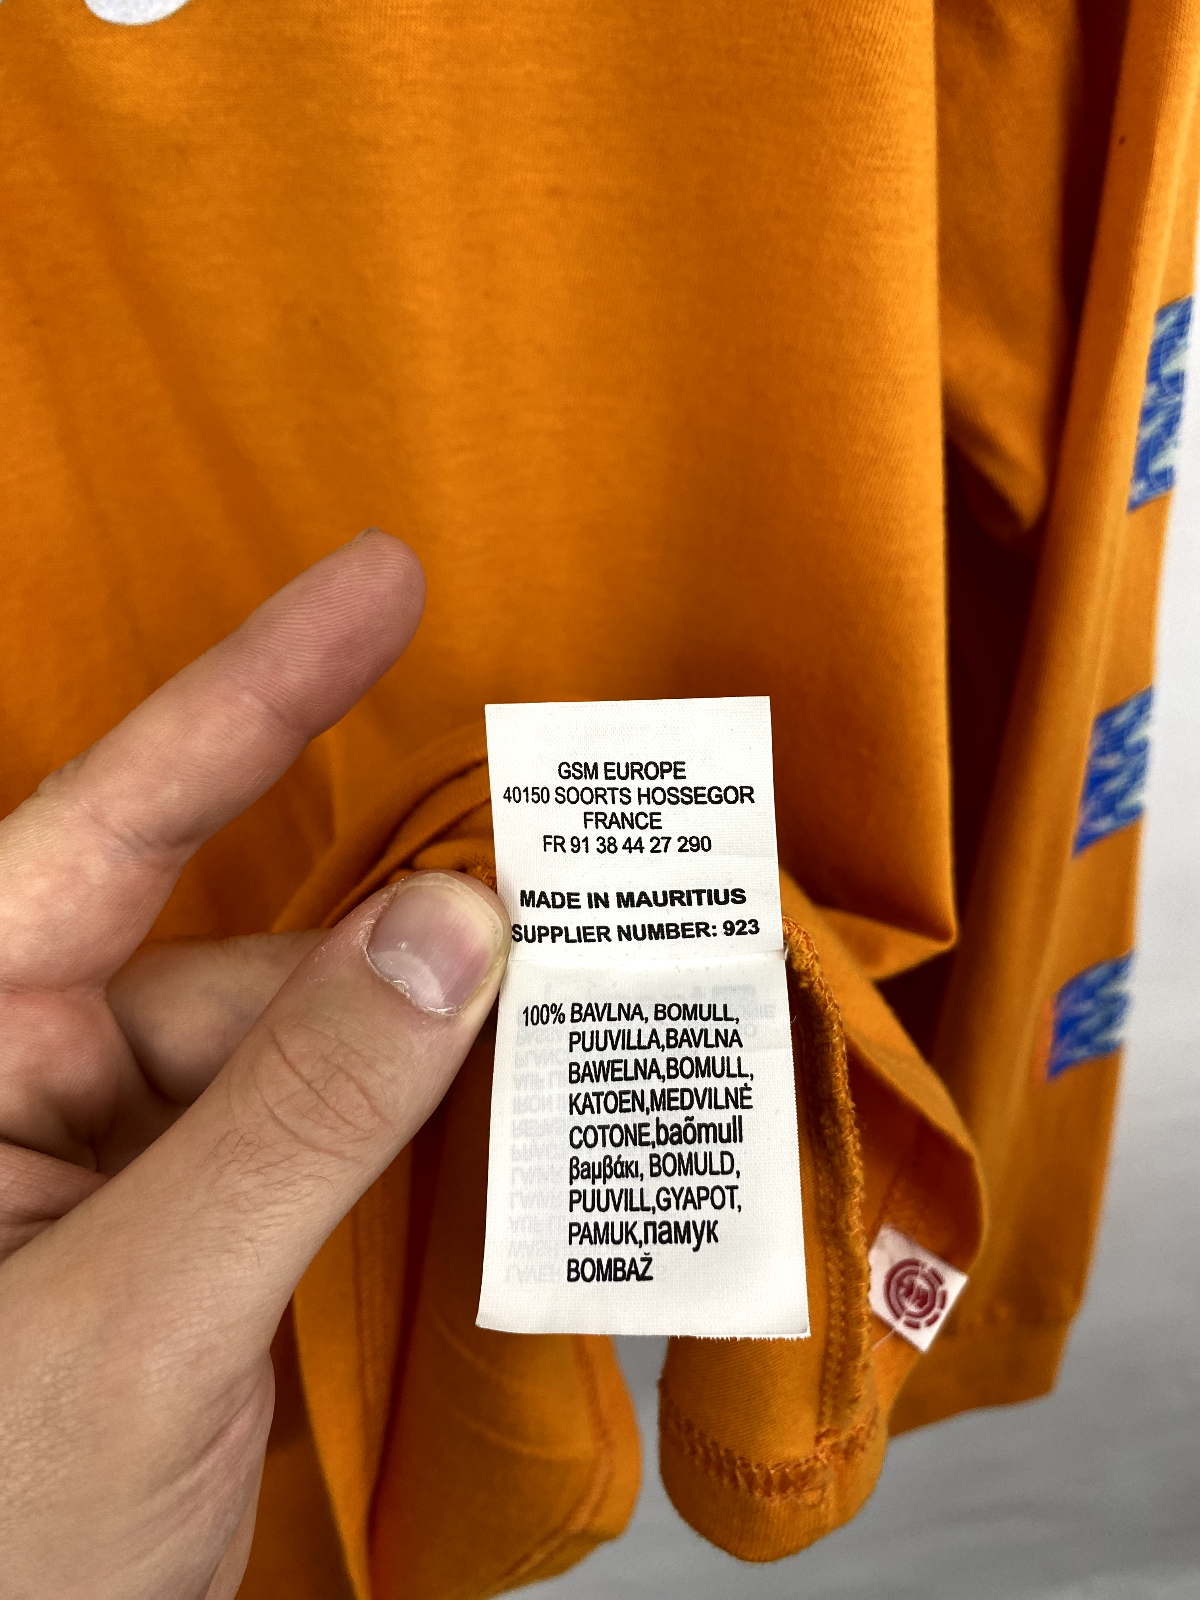 GSM EUROPE
40150 SOORTS HOSSEGOR
FRANCE
FR 91 38 44 27 290
MADE IN MAURITIUS
SUPPLIER NUMBER: 923
100% BAVLNA, BOMULL,
PUUVILLA,BAVLNA
BAWELNA,BOMULL,
KATOEN,MEDVILNĖ
COTONE,baõmull
βαμβάκι, BOMULD,
PUUVILL,GYAPOT,
PAMUK,памук
BOMBAŽ